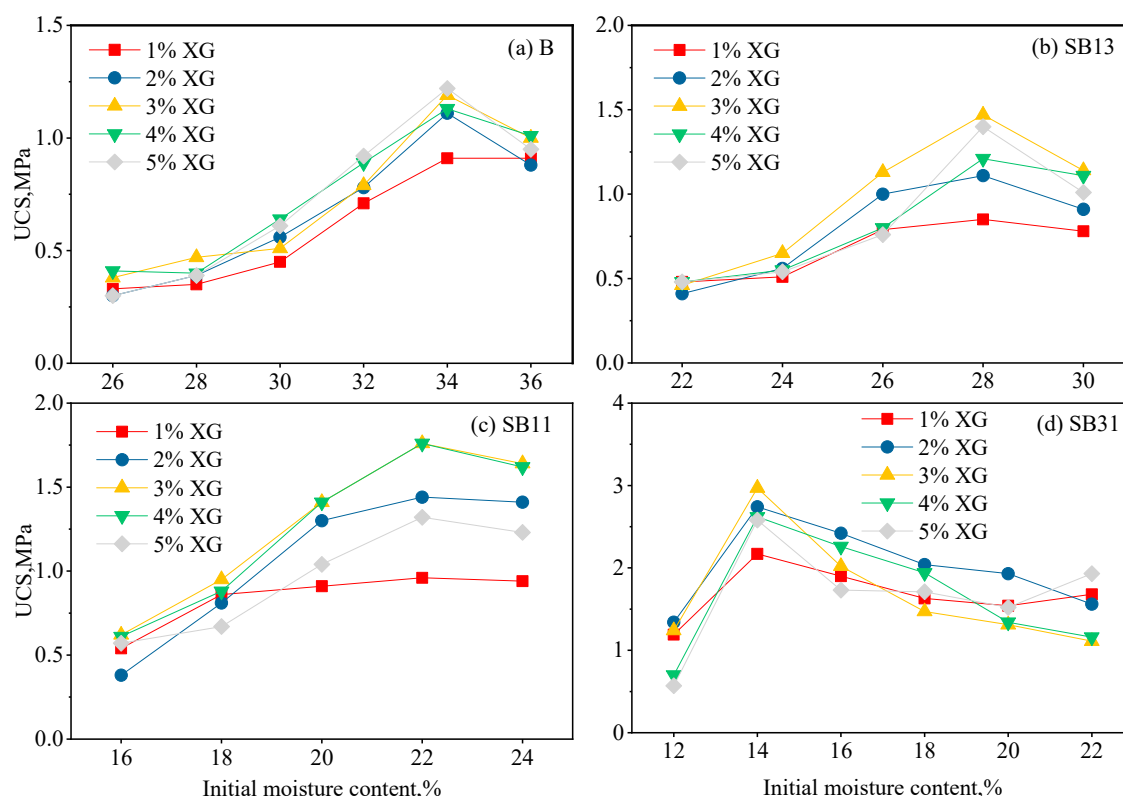 (a) B
1% XG
2% XG
3% XG
4% XG
5% XG
UCS,MPa
1.5
1.0
0.5
0.0
26 28 30 32 34 36
(b) SB13
1% XG
2% XG
3% XG
4% XG
5% XG
2.0
1.5
1.0
0.5
0.0
22 24 26 28 30
(c) SB11
1% XG
2% XG
3% XG
4% XG
5% XG
UCS,MPa
2.0
1.5
1.0
0.5
0.0
16 18 20 22 24
Initial moisture content,%
(d) SB31
1% XG
2% XG
3% XG
4% XG
5% XG
4
3
2
1
0
12 14 16 18 20 22
Initial moisture content,%